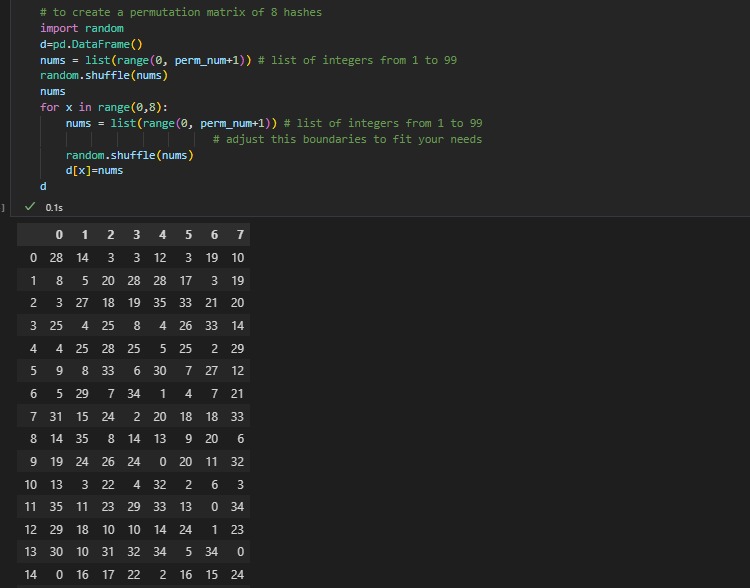 # to create a permutation matrix of 8 hashes
import random
d=pd.DataFrame()
nums = list(range(0, perm_num+1)) # list of integers from 1 to 99
random.shuffle(nums)
nums
for x in range(0,8):
nums = list(range(0, perm_num+1)) # list of integers from 1 to 99
# adjust this boundaries to fit your needs
random.shuffle(nums)
d[x]=nums
d
] ✓ 0.1s
0 1 2 3 4 5 6 7
0 28 14 3 3 12 3 19 10
1 8 5 20 28 28 17 3 19
2 3 27 18 19 35 33 21 20
3 25 4 25 8 4 26 33 14
4 4 25 28 25 5 25 2 29
5 9 8 33 6 30 7 27 12
6 5 29 7 34 1 4 7 21
7 31 15 24 2 20 18 18 33
8 14 35 8 14 13 9 20 6
9 19 24 26 24 0 20 11 32
10 13 3 22 4 32 2 6 3
11 35 11 23 29 33 13 0 34
12 29 18 10 10 14 24 1 23
13 30 10 31 32 34 5 34 0
14 0 16 17 22 2 16 15 24